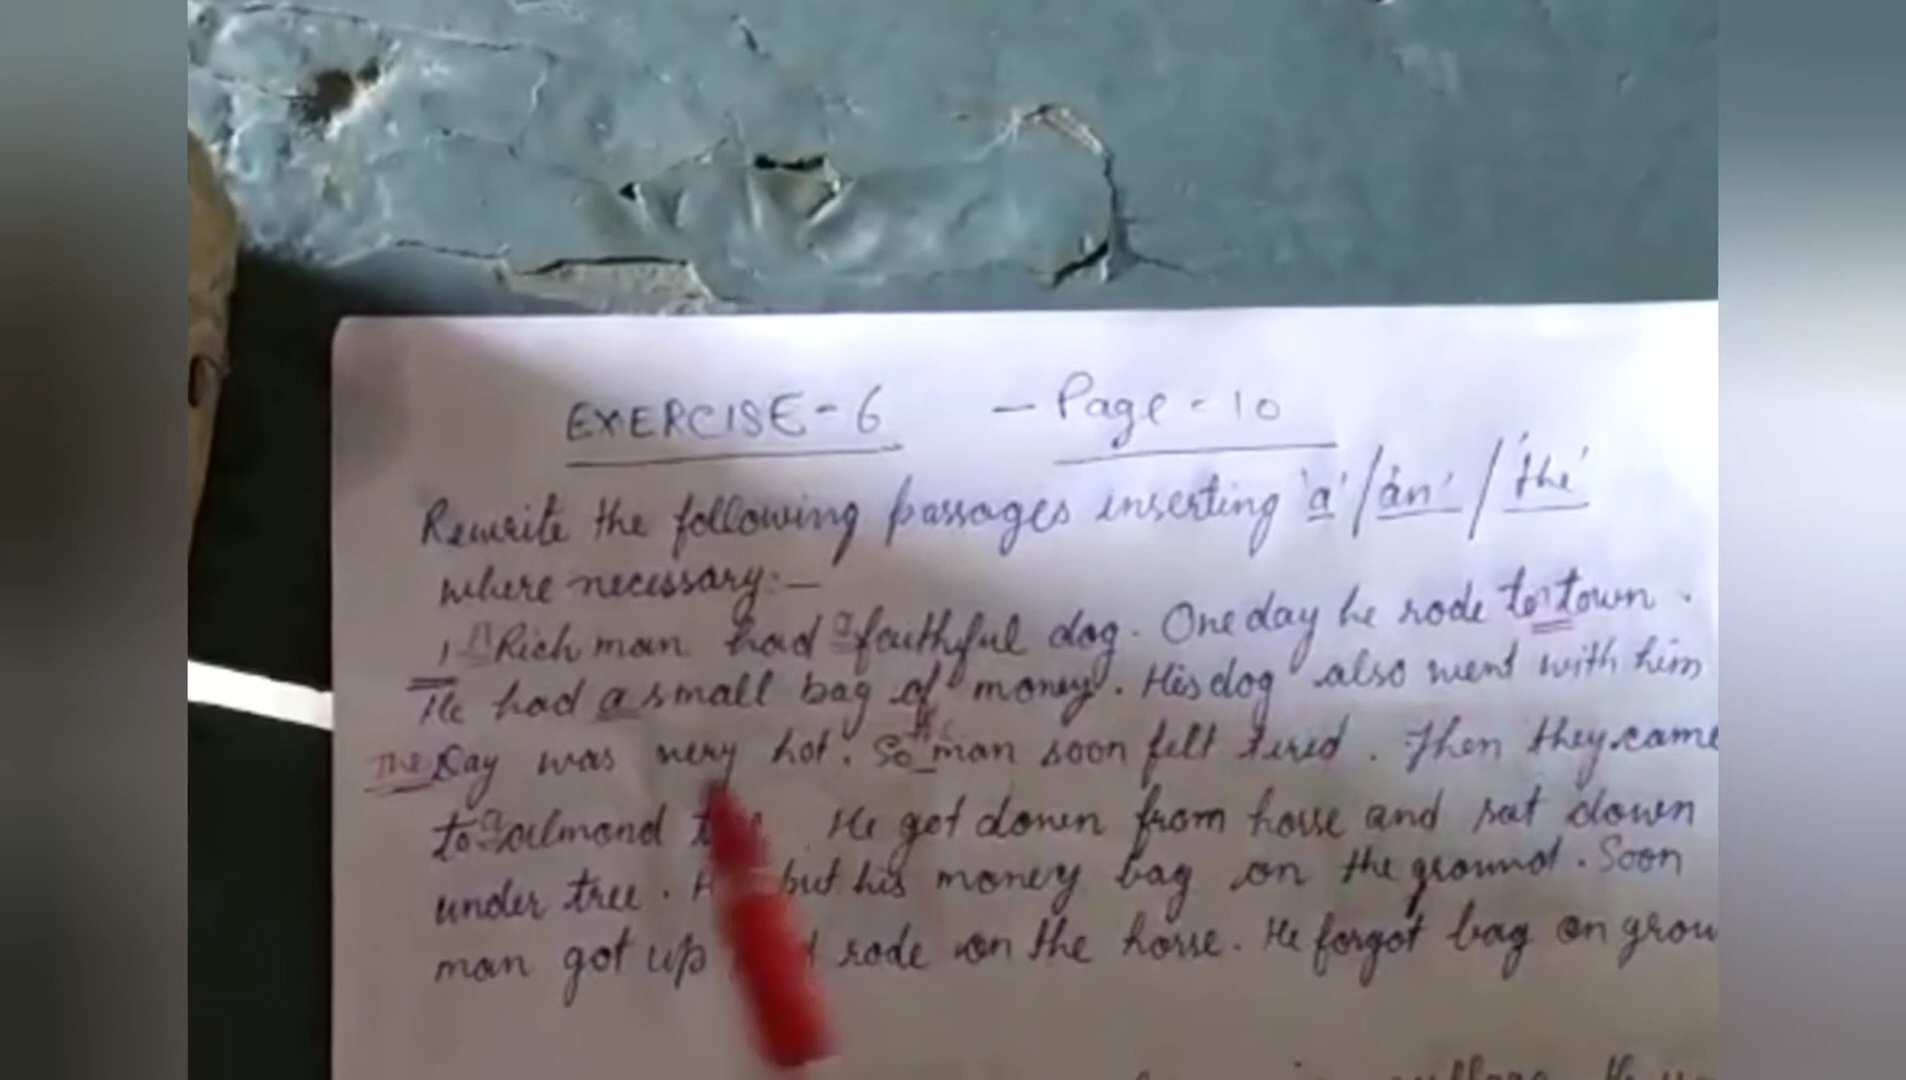 EXERCISE-6 - Page-10
Rewrite the following passages inserting 'a'/'an'/'the'
where necessary:-
1. A Rich man had a faithful dog. One day he rode to a town.
He had a small bag of money. His dog also went with him
The Day was very hot. So the man soon felt tired. Then they came
to a almond. He got down from horse and sat down
under tree. but his money bag on the ground. Soon
man got up rode on the horse. He forgot bag on grou